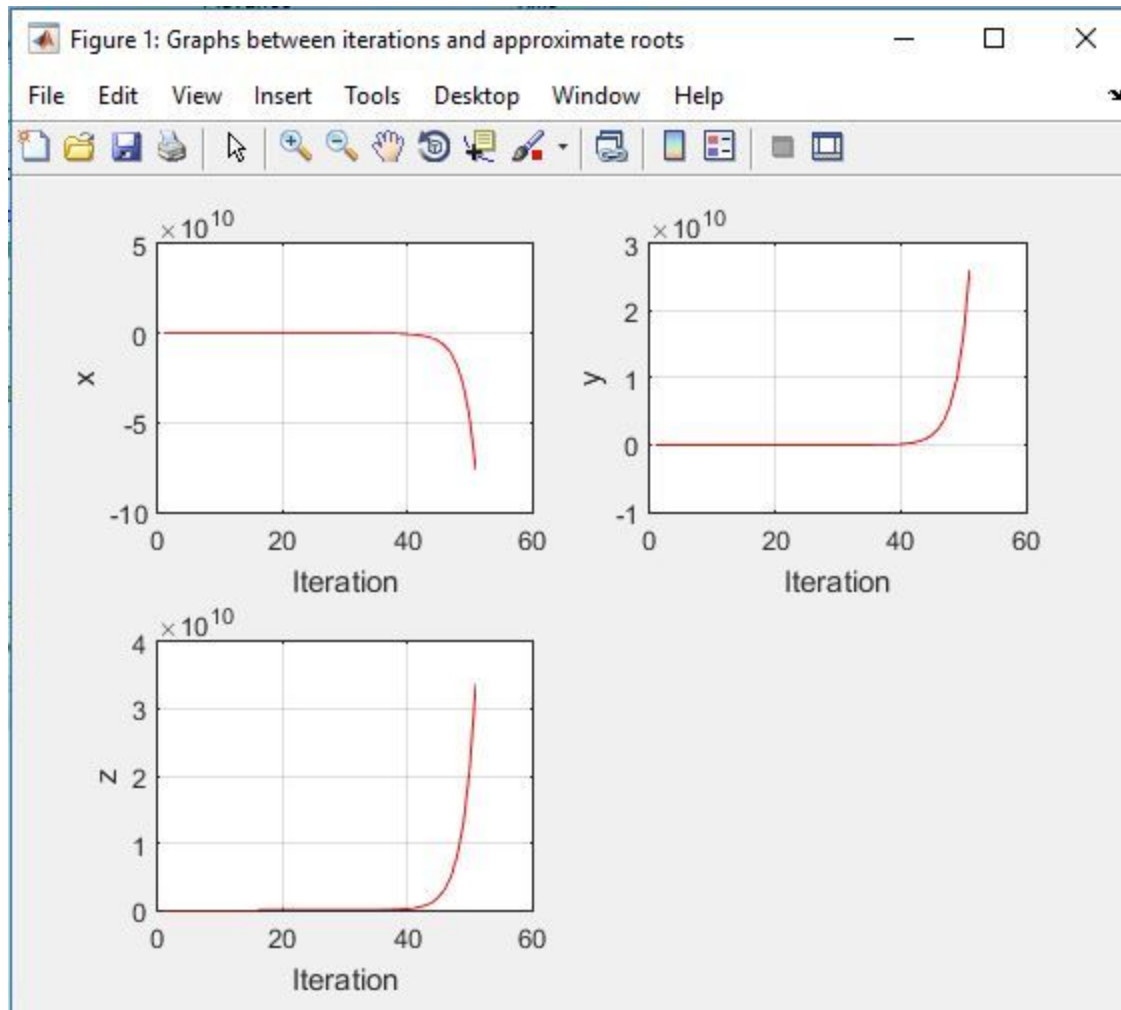 Figure 1: Graphs between iterations and approximate roots
File Edit View Insert Tools Desktop Window Help
×10^10
5
0
-5
-10
x
0 20 40 60
Iteration
×10^10
3
2
1
0
-1
y
0 20 40 60
Iteration
×10^10
4
3
2
1
0
z
0 20 40 60
Iteration